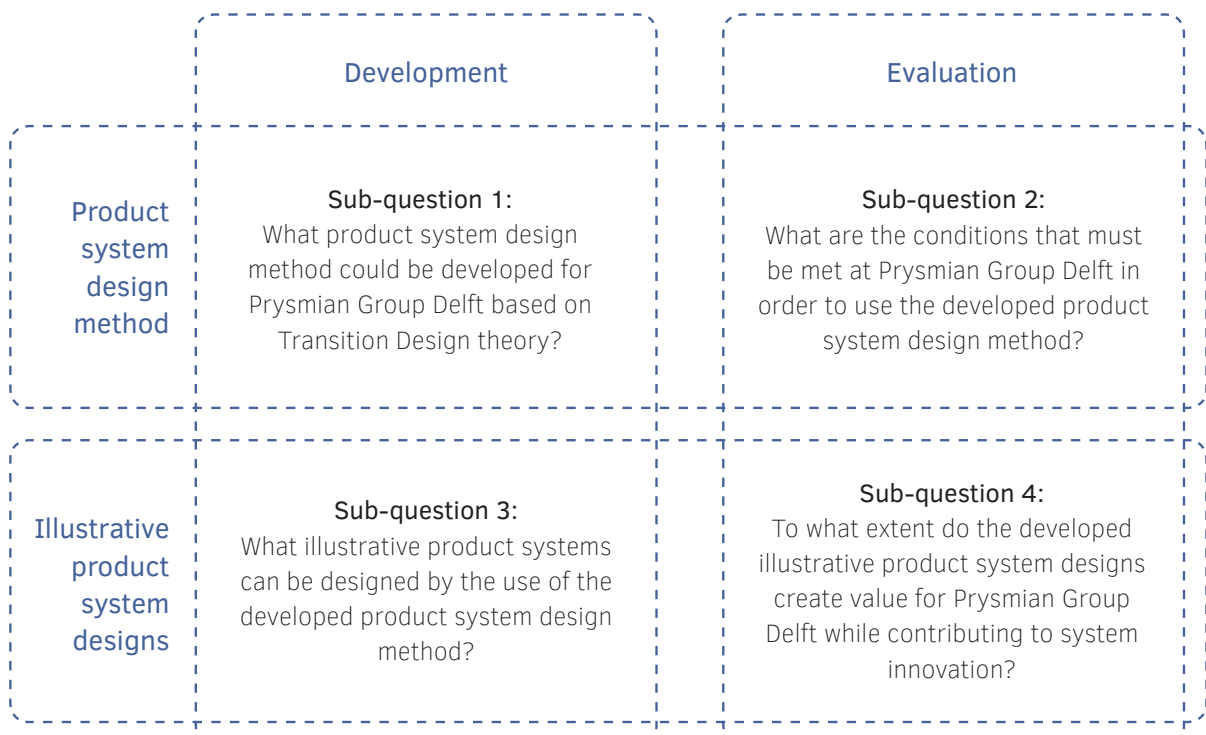 Development
Evaluation
Product
system
design
method
Sub-question 1:
What product system design
method could be developed for
Prysmian Group Delft based on
Transition Design theory?
Sub-question 2:
What are the conditions that must
be met at Prysmian Group Delft in
order to use the developed product
system design method?
Illustrative
product
system
designs
Sub-question 3:
What illustrative product systems
can be designed by the use of the
developed product system design
method?
Sub-question 4:
To what extent do the developed
illustrative product system designs
create value for Prysmian Group
Delft while contributing to system
innovation?